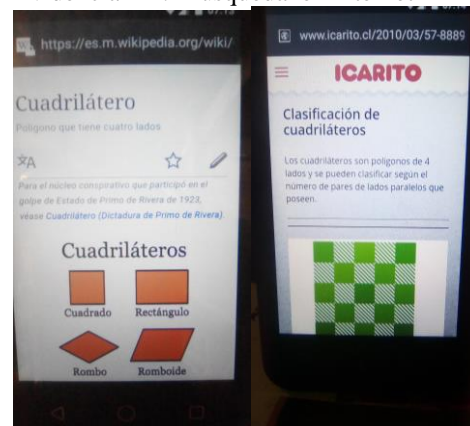 https://es.m.wikipedia.org/wiki/
Cuadrilátero
Polígono que tiene cuatro lados
Para el núcleo conspirativo que participó en el
golpe de Estado de Primo de Rivera de 1923,
véase Cuadrilátero (Dictadura de Primo de Rivera).
Cuadriláteros
Cuadrado Rectángulo
Rombo Romboide
www.icarito.cl/2010/03/57-8889
ICARITO
Clasificación de
cuadriláteros
Los cuadriláteros son polígonos de 4
lados y se pueden clasificar según el
número de pares de lados paralelos que
poseen.